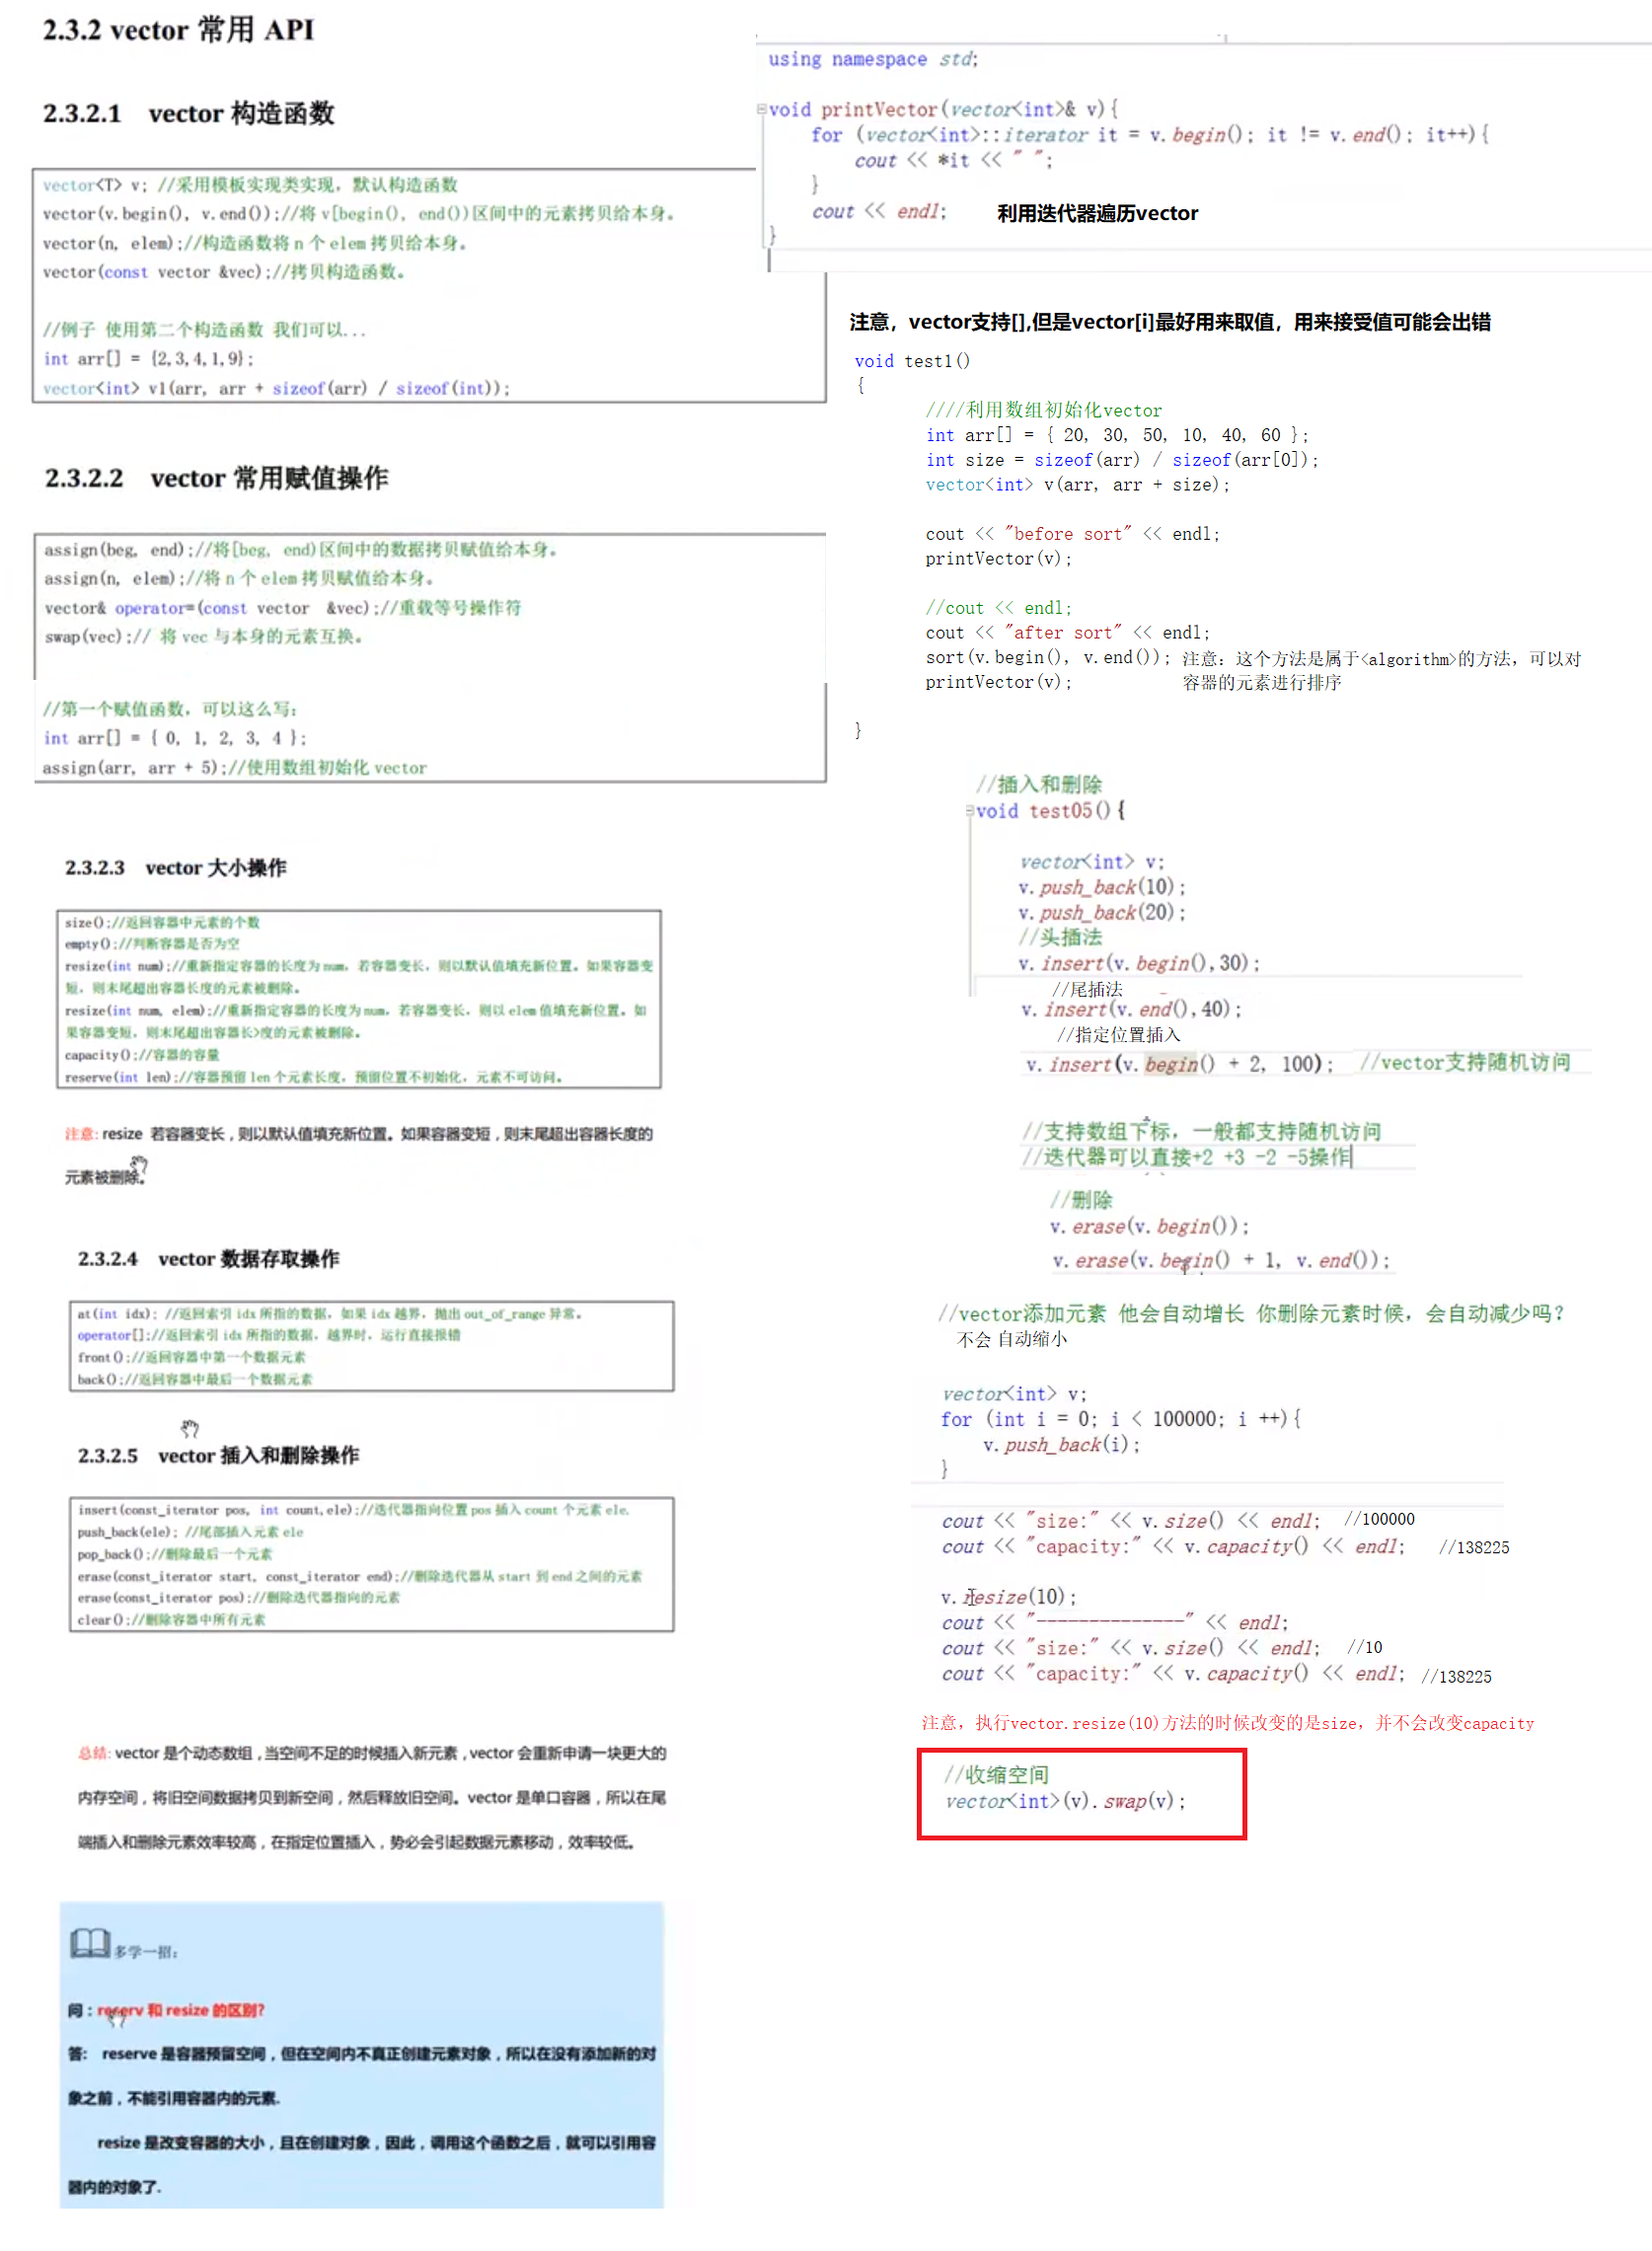 2.3.2 vector 常用 API
2.3.2.1 vector 构造函数
vector<T> v; //采用模板实现类实现，默认构造函数
vector(v.begin(), v.end());//将 v[begin(), end())区间中的元素拷贝给本身。
vector(n, elem);//构造函数将 n 个 elem 拷贝给本身。
vector(const vector &vec);//拷贝构造函数。
//例子 使用第二个构造函数 我们可以...
int arr[] = {2,3,4,1,9};
vector<int> v1(arr, arr + sizeof(arr) / sizeof(int));
2.3.2.2 vector 常用赋值操作
assign(beg, end);//将[beg, end)区间中的数据拷贝赋值给本身。
assign(n, elem);//将 n 个 elem 拷贝赋值给本身。
vector& operator=(const vector &vec);//重载等号操作符
swap(vec);// 将 vec 与本身的元素互换。
//第一个赋值函数，可以这么写：
int arr[] = { 0, 1, 2, 3, 4 };
assign(arr, arr + 5);//使用数组初始化 vector
2.3.2.3 vector 大小操作
size();//返回容器中元素的个数
empty();//判断容器是否为空
resize(int num);//重新指定容器的长度为 num，若容器变长，则以默认值填充新位置。如果容器变
短，则末尾超出容器长度的元素被删除。
resize(int num, elem);//重新指定容器的长度为 num，若容器变长，则以 elem 值填充新位置。如
果容器变短，则末尾超出容器长>度的元素被删除。
capacity();//容器的容量
reserve(int len);//容器预留 len 个元素长度，预留位置不初始化，元素不可访问。
注意: resize 若容器变长，则以默认值填充新位置。如果容器变短，则末尾超出容器长度的
元素被删除。
2.3.2.4 vector 数据存取操作
at(int idx); //返回索引 idx 所指的数据，如果 idx 越界，抛出 out_of_range 异常。
operator[];//返回索引 idx 所指的数据，越界时，运行直接报错
front();//返回容器中第一个数据元素
back();//返回容器中最后一个数据元素
2.3.2.5 vector 插入和删除操作
insert(const_iterator pos, int count,ele);//迭代器指向位置 pos 插入 count 个元素 ele.
push_back(ele); //尾部插入元素 ele
pop_back();//删除最后一个元素
erase(const_iterator start, const_iterator end);//删除迭代器从 start 到 end 之间的元素
erase(const_iterator pos);//删除迭代器指向的元素
clear();//删除容器中所有元素
总结: vector 是个动态数组，当空间不足的时候插入新元素，vector 会重新申请一块更大的
内存空间，将旧空间数据拷贝到新空间，然后释放旧空间。vector 是单口容器，所以在尾
端插入和删除元素效率较高，在指定位置插入，势必会引起数据元素移动，效率较低。
多学一招：
问：reserv 和 resize 的区别?
答: reserve 是容器预留空间，但在空间内不真正创建元素对象，所以在没有添加新的对
象之前，不能引用容器内的元素.
resize 是改变容器的大小，且在创建对象，因此，调用这个函数之后，就可以引用容
器内的对象了.
using namespace std;
void printVector(vector<int>& v){
for (vector<int>::iterator it = v.begin(); it != v.end(); it++){
cout << *it << " ";
}
cout << endl; 利用迭代器遍历vector
}
注意，vector支持[],但是vector[i]最好用来取值，用来接受值可能会出错
void test1()
{
////利用数组初始化vector
int arr[] = { 20, 30, 50, 10, 40, 60 };
int size = sizeof(arr) / sizeof(arr[0]);
vector<int> v(arr, arr + size);
cout << "before sort" << endl;
printVector(v);
//cout << endl;
cout << "after sort" << endl;
sort(v.begin(), v.end()); 注意：这个方法是属于<algorithm>的方法，可以对
printVector(v); 容器的元素进行排序
}
//插入和删除
void test05(){
vector<int> v;
v.push_back(10);
v.push_back(20);
//头插法
v.insert(v.begin(),30);
//尾插法
v.insert(v.end(),40);
//指定位置插入
v.insert(v.begin() + 2, 100); //vector支持随机访问
//支持数组下标，一般都支持随机访问
//迭代器可以直接+2 +3 -2 -5操作
//删除
v.erase(v.begin());
v.erase(v.begin() + 1, v.end());
//vector添加元素 他会自动增长 你删除元素时候，会自动减少吗？
不会 自动缩小
vector<int> v;
for (int i = 0; i < 100000; i ++){
v.push_back(i);
}
cout << "size:" << v.size() << endl; //100000
cout << "capacity:" << v.capacity() << endl; //138225
v.resize(10);
cout << "--------------" << endl;
cout << "size:" << v.size() << endl; //10
cout << "capacity:" << v.capacity() << endl; //138225
注意，执行vector.resize(10)方法的时候改变的是size，并不会改变capacity
//收缩空间
vector<int>(v).swap(v);